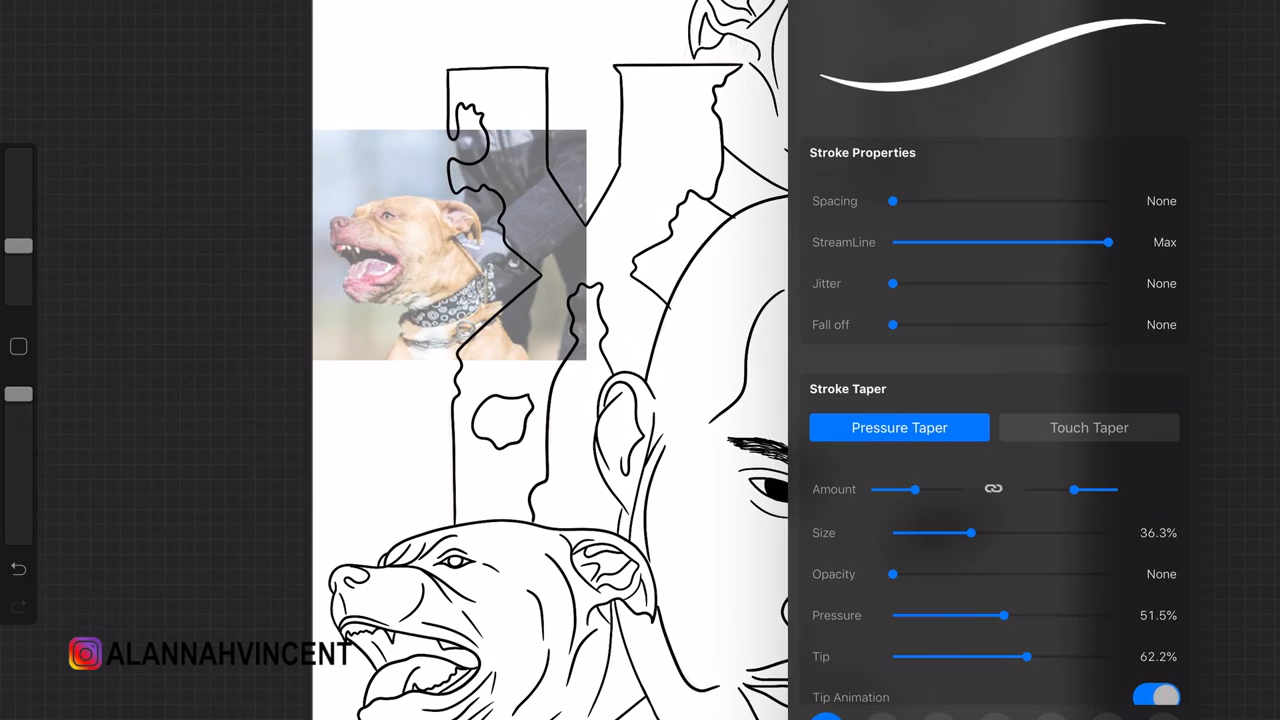 Stroke Properties
Spacing None
StreamLine Max
Jitter None
Fall off None
Stroke Taper
Pressure Taper Touch Taper
Amount
Size 36.3%
Opacity None
Pressure 51.5%
Tip 62.2%
Tip Animation
ALANNAHVINCENT